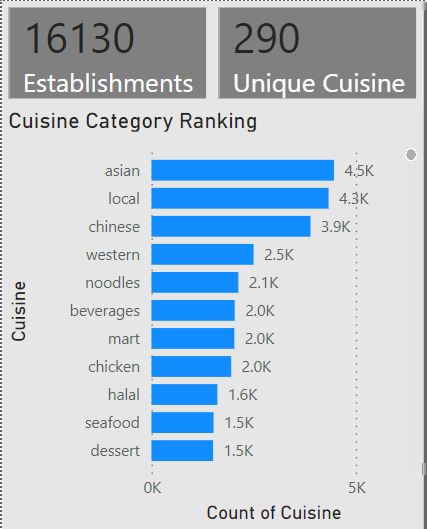 16130
Establishments
290
Unique Cuisine
Cuisine Category Ranking
Cuisine
asian 4.5K
local 4.3K
chinese 3.9K
western 2.5K
noodles 2.1K
beverages 2.0K
mart 2.0K
chicken 2.0K
halal 1.6K
seafood 1.5K
dessert 1.5K
0K 5K
Count of Cuisine